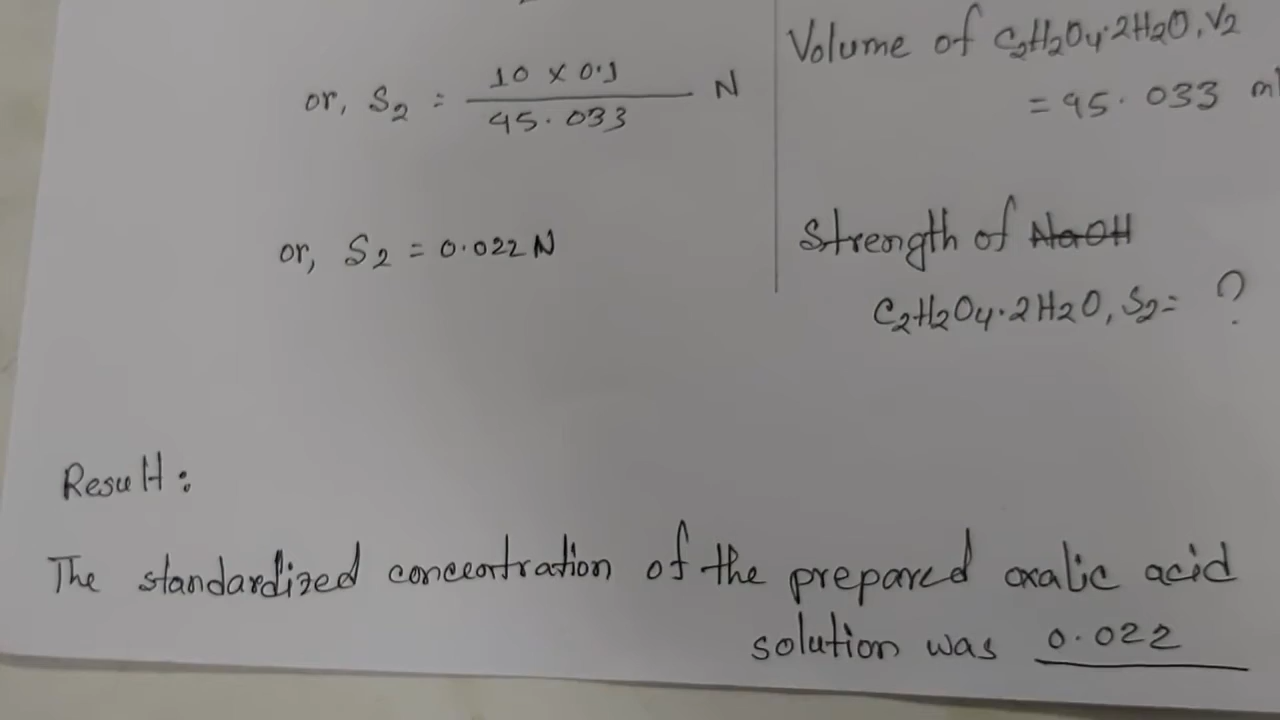 or, S₂ = 10 × 0.1 / 45.033 N
or, S₂ = 0.022 N
Volume of C₂H₂O₄·2H₂O, V₂
= 45.033 ml
Strength of NaOH
C₂H₂O₄·2H₂O, S₂ = ?
Result:
The standardized concentration of the prepared oxalic acid
solution was 0.022